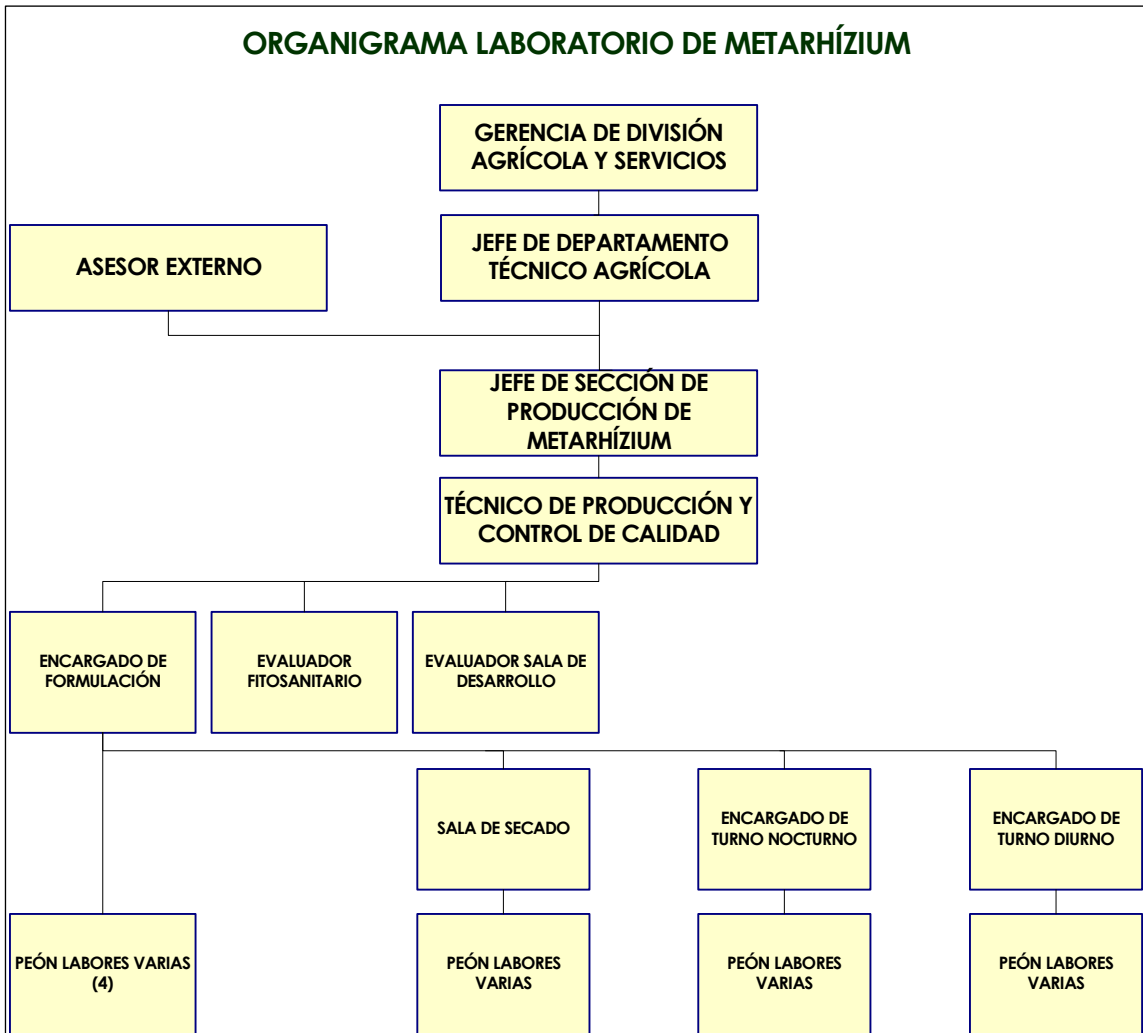 ORGANIGRAMA LABORATORIO DE METARHÍZIUM
GERENCIA DE DIVISIÓN
AGRÍCOLA Y SERVICIOS
ASESOR EXTERNO
JEFE DE DEPARTAMENTO
TÉCNICO AGRÍCOLA
JEFE DE SECCIÓN DE
PRODUCCIÓN DE
METARHÍZIUM
TÉCNICO DE PRODUCCIÓN Y
CONTROL DE CALIDAD
ENCARGADO DE
FORMULACIÓN
EVALUADOR
FITOSANITARIO
EVALUADOR SALA DE
DESARROLLO
SALA DE SECADO
ENCARGADO DE
TURNO NOCTURNO
ENCARGADO DE
TURNO DIURNO
PEÓN LABORES VARIAS
(4)
PEÓN LABORES
VARIAS
PEÓN LABORES
VARIAS
PEÓN LABORES
VARIAS